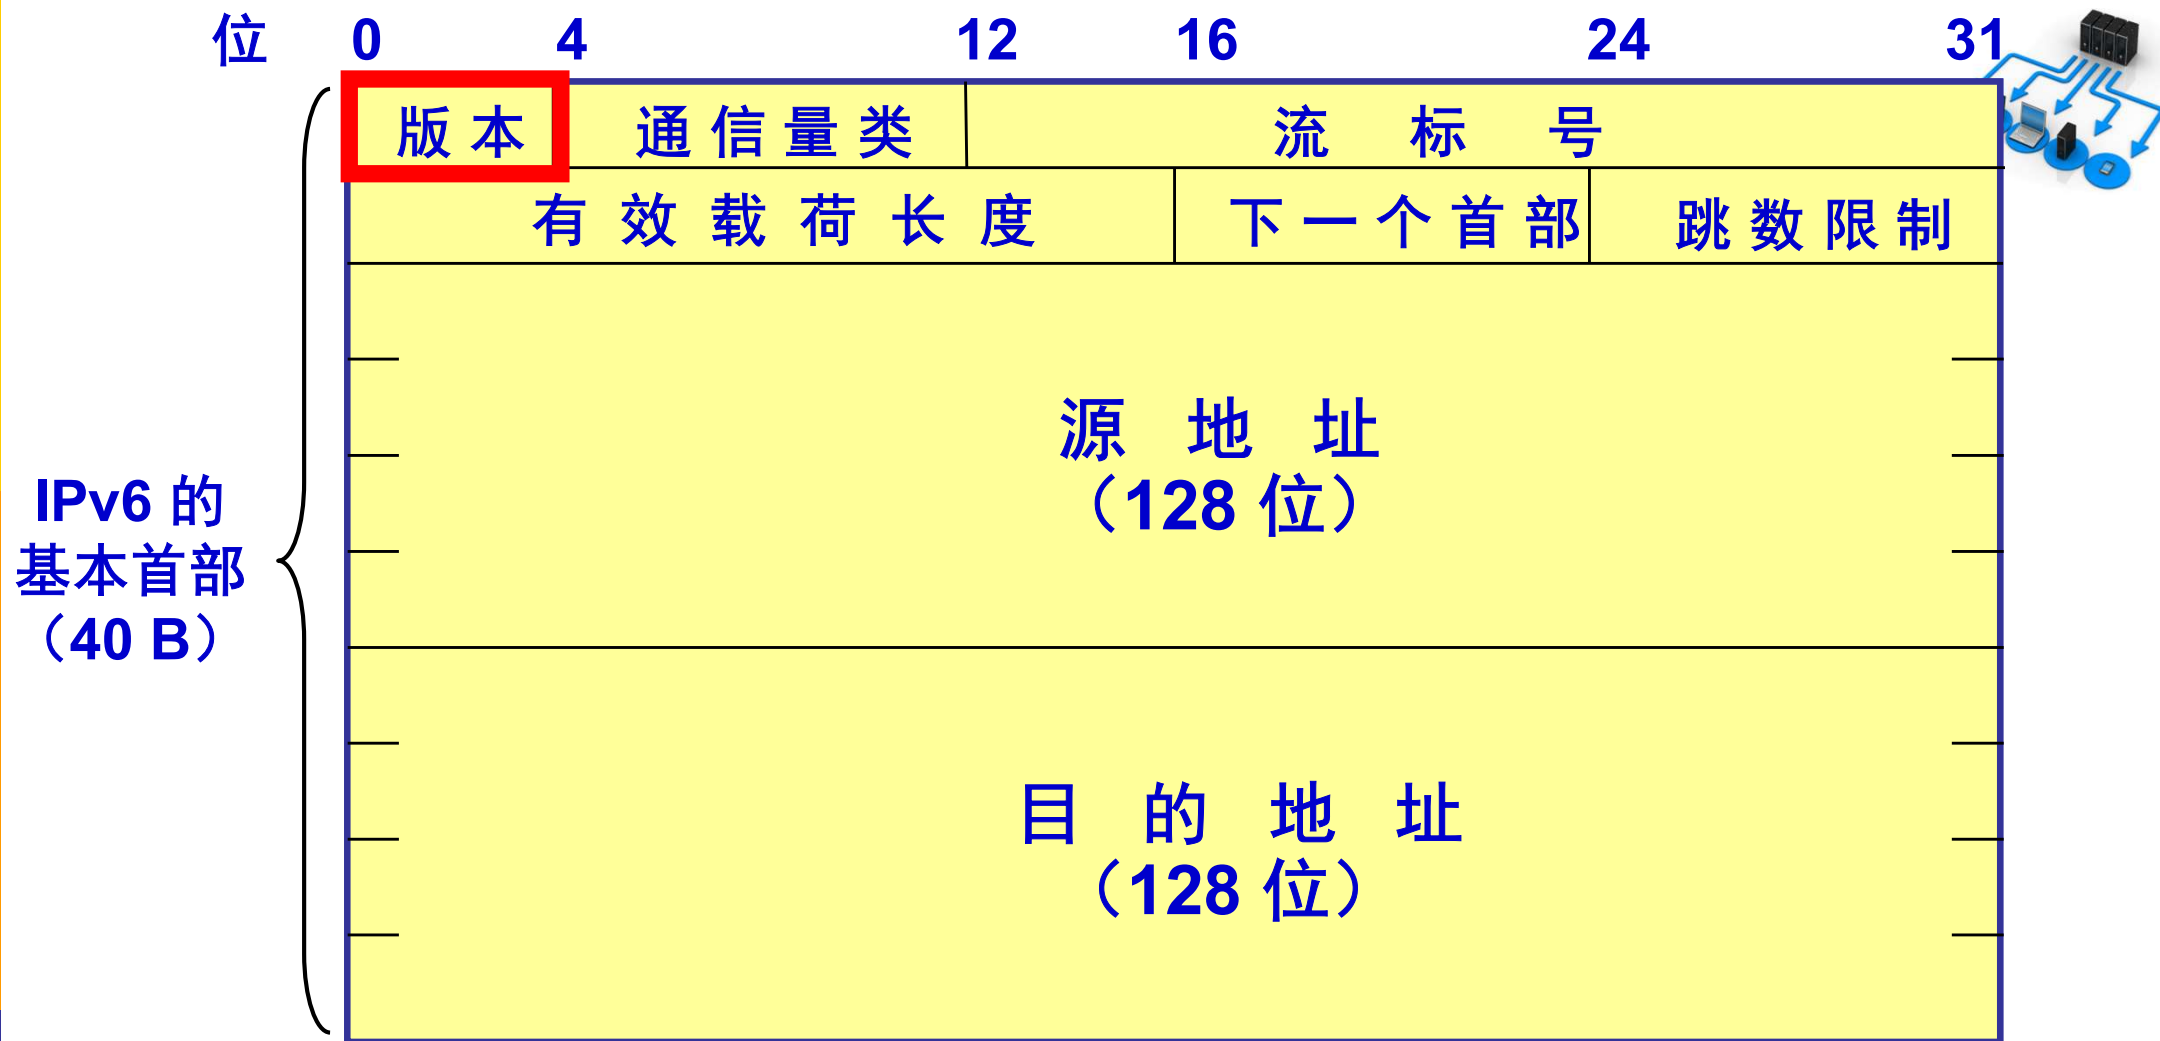 位 0 4 12 16 24 31
版 本 通 信 量 类 流 标 号
有 效 载 荷 长 度 下 一 个 首 部 跳 数 限 制
源 地 址
（128 位）
IPv6 的
基本首部
（40 B）
目 的 地 址
（128 位）